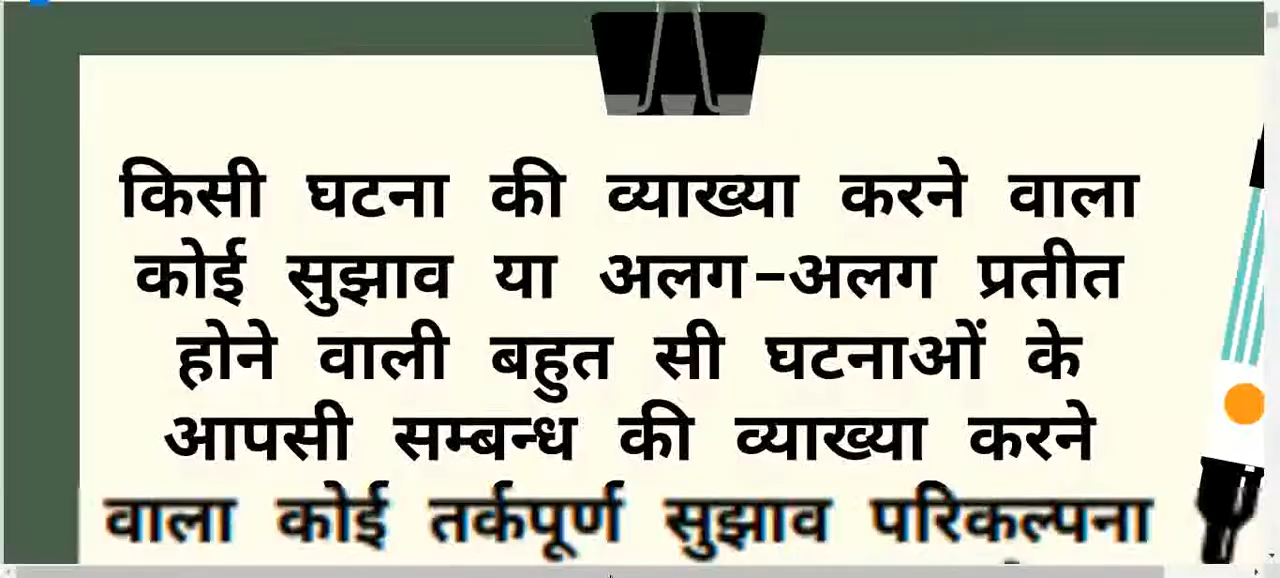 किसी घटना की व्याख्या करने वाला
कोई सुझाव या अलग-अलग प्रतीत
होने वाली बहुत सी घटनाओं के
आपसी सम्बन्ध की व्याख्या करने
वाला कोई तर्कपूर्ण सुझाव परिकल्पना